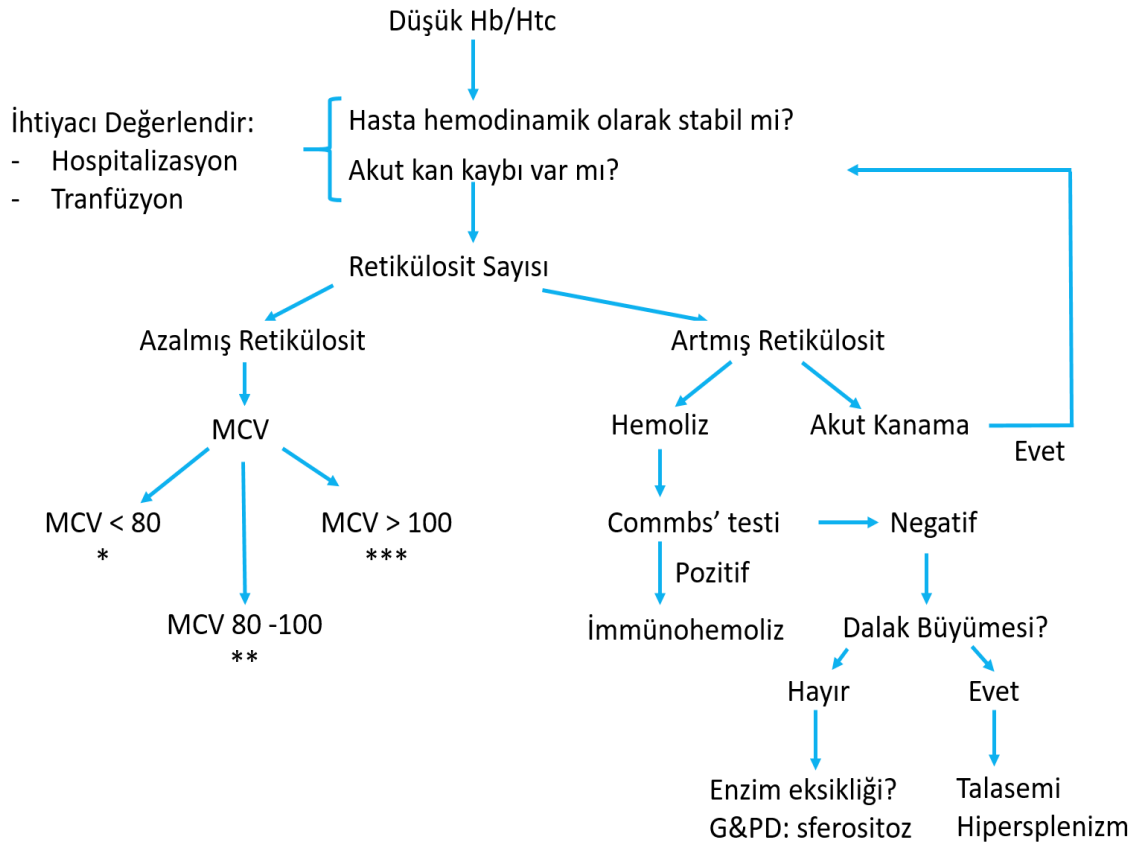 Düşük Hb/Htc
İhtiyacı Değerlendir:
- Hospitalizasyon
- Tranfüzyon
Hasta hemodinamik olarak stabil mi?
Akut kan kaybı var mı?
Retikülosit Sayısı
Azalmış Retikülosit
Artmış Retikülosit
MCV
Hemoliz
Akut Kanama
Evet
MCV < 80
*
MCV > 100
***
MCV 80 -100
**
Commbs’ testi
Negatif
Pozitif
İmmünohemoliz
Dalak Büyümesi?
Hayır
Evet
Enzim eksikliği?
G&PD: sferositoz
Talasemi
Hipersplenizm